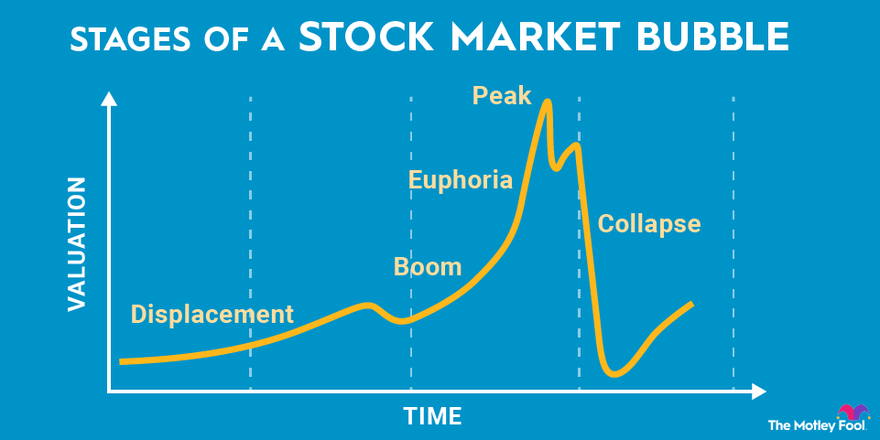 STAGES OF A STOCK MARKET BUBBLE
Peak
Euphoria
Collapse
Boom
Displacement
VALUATION
TIME
The Motley Fool